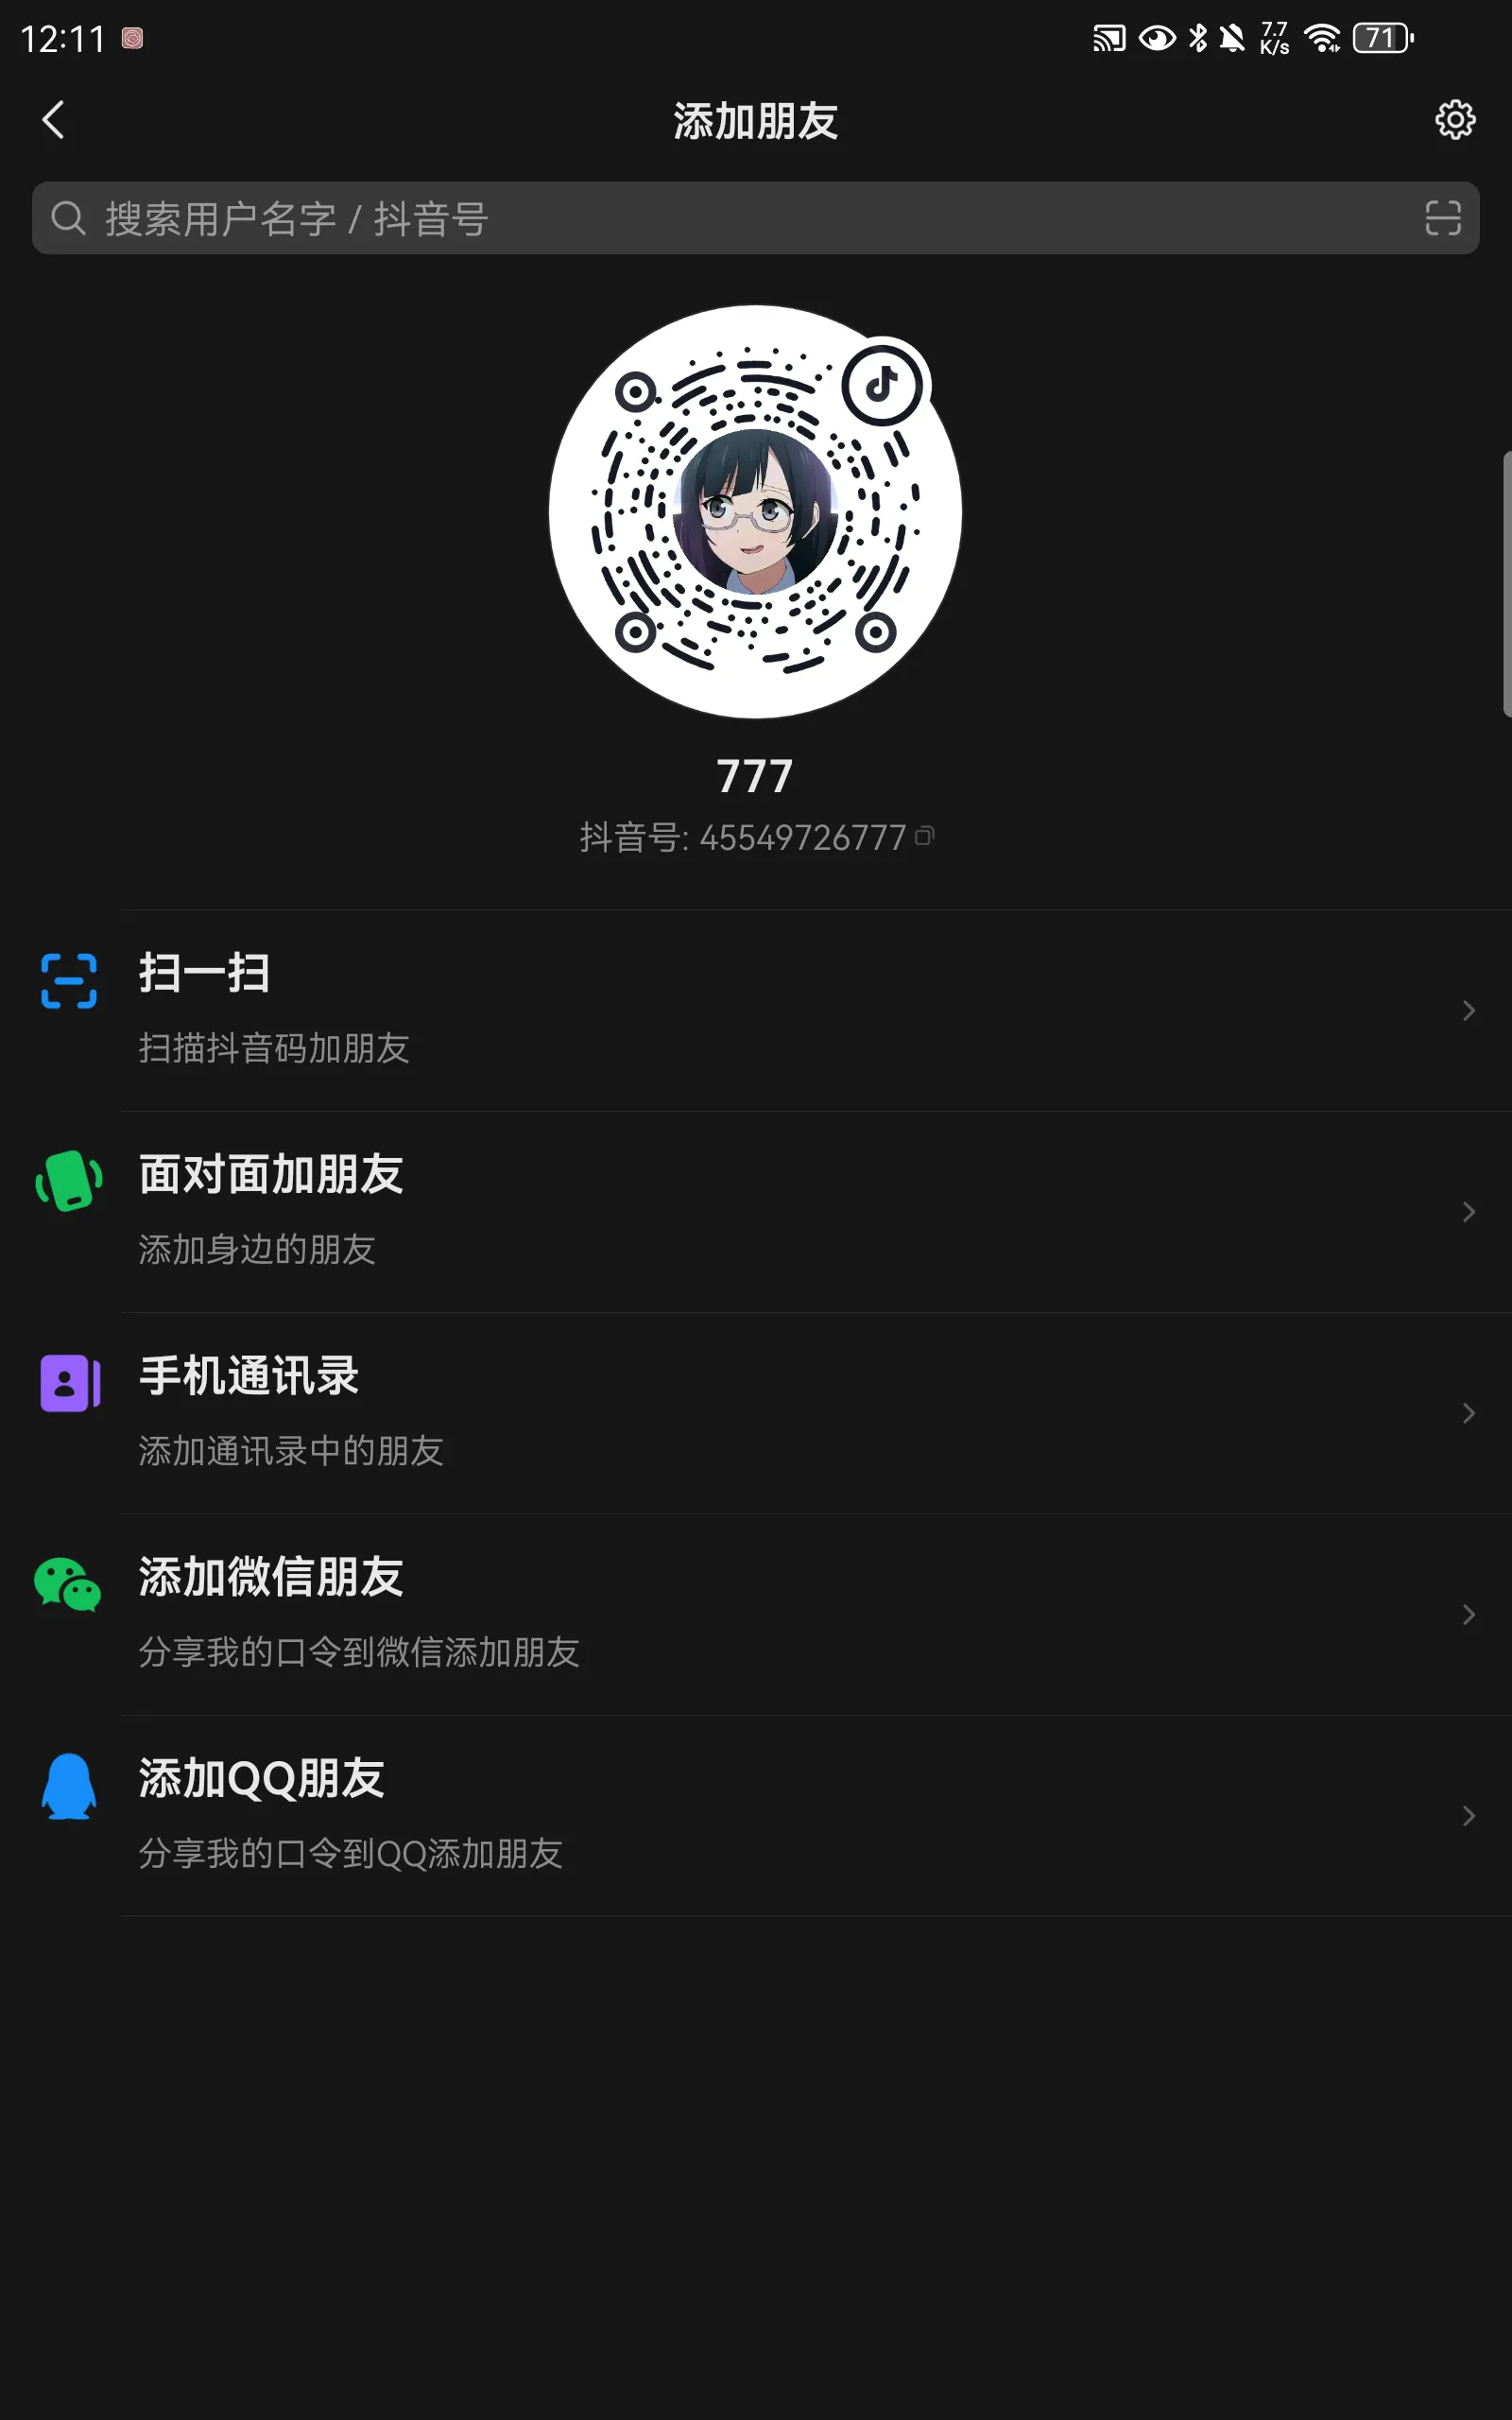 12:11
7.7
K/s
71
添加朋友
搜索用户名字 / 抖音号
777
抖音号: 45549726777
扫一扫
扫描抖音码加朋友
面对面加朋友
添加身边的朋友
手机通讯录
添加通讯录中的朋友
添加微信朋友
分享我的口令到微信添加朋友
添加QQ朋友
分享我的口令到QQ添加朋友